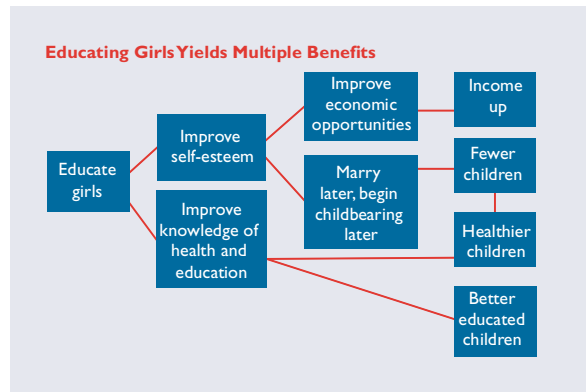 Educating Girls Yields Multiple Benefits
Educate
girls
Improve
self-esteem
Improve
knowledge of
health and
education
Improve
economic
opportunities
Marry
later, begin
childbearing
later
Income
up
Fewer
children
Healthier
children
Better
educated
children